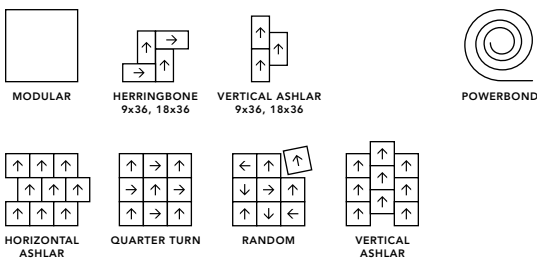 MODULAR
HERRINGBONE
9x36, 18x36
VERTICAL ASHLAR
9x36, 18x36
POWERBOND
HORIZONTAL
ASHLAR
QUARTER TURN
RANDOM
VERTICAL
ASHLAR